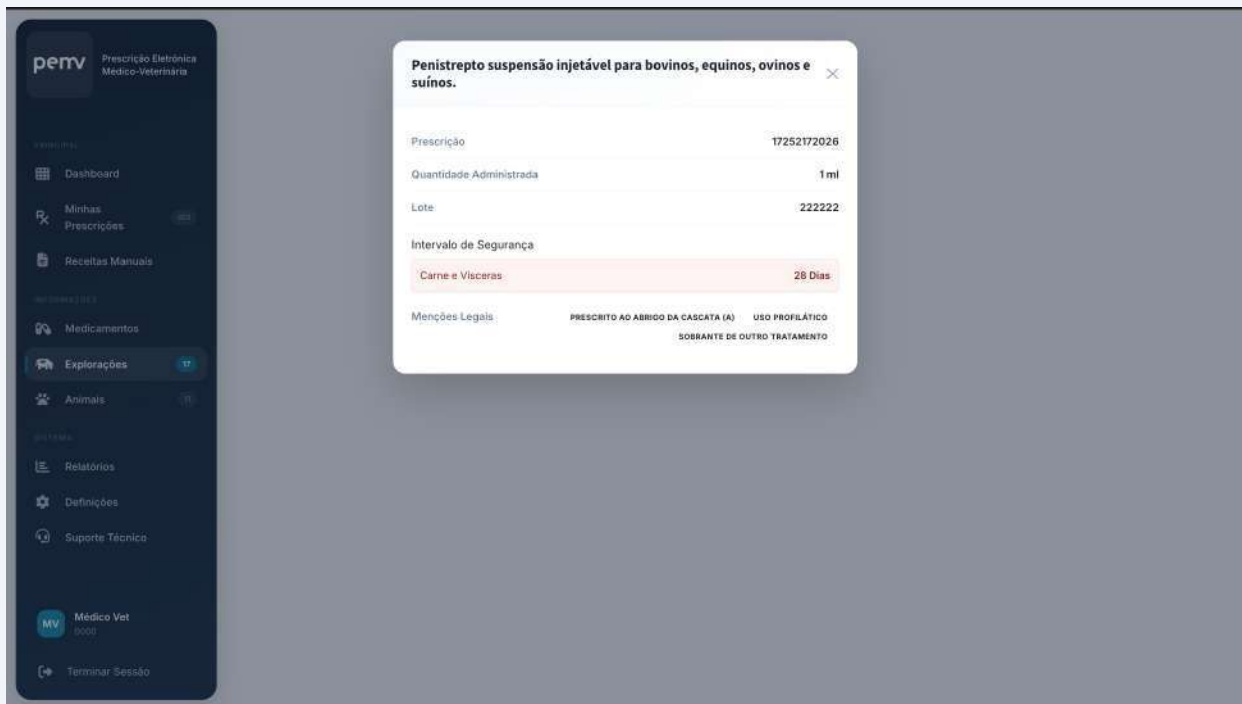 pemv
Prescrição Eletrónica
Médico-Veterinária
Dashboard
Minhas
Prescrições
Receitas Manuais
Medicamentos
Explorações 17
Animais
Relatórios
Definições
Suporte Técnico
MV
Médico Vet
0000
Terminar Sessão
Penistrepto suspensão injetável para bovinos, equinos, ovinos e
suínos.
Prescrição 17252172026
Quantidade Administrada 1 ml
Lote 222222
Intervalo de Segurança
Carne e Vísceras 28 Dias
Menções Legais PRESCRITO AO ABRIGO DA CASCATA (A) USO PROFILÁTICO
SOBRANTE DE OUTRO TRATAMENTO